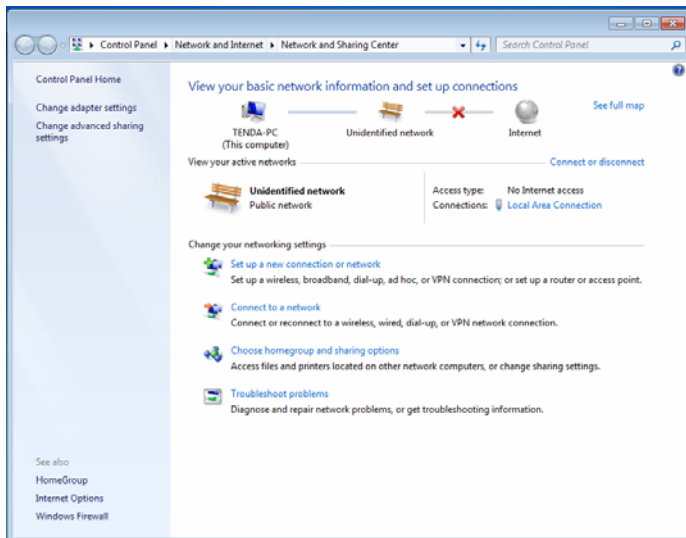 Control Panel ▸ Network and Internet ▸ Network and Sharing Center
Search Control Panel
Control Panel Home
Change adapter settings
Change advanced sharing
settings
View your basic network information and set up connections
See full map
TENDA-PC
(This computer)
Unidentified network
Internet
View your active networks
Connect or disconnect
Unidentified network
Public network
Access type: No Internet access
Connections: Local Area Connection
Change your networking settings
Set up a new connection or network
Set up a wireless, broadband, dial-up, ad hoc, or VPN connection; or set up a router or access point.
Connect to a network
Connect or reconnect to a wireless, wired, dial-up, or VPN network connection.
Choose homegroup and sharing options
Access files and printers located on other network computers, or change sharing settings.
Troubleshoot problems
Diagnose and repair network problems, or get troubleshooting information.
See also
HomeGroup
Internet Options
Windows Firewall